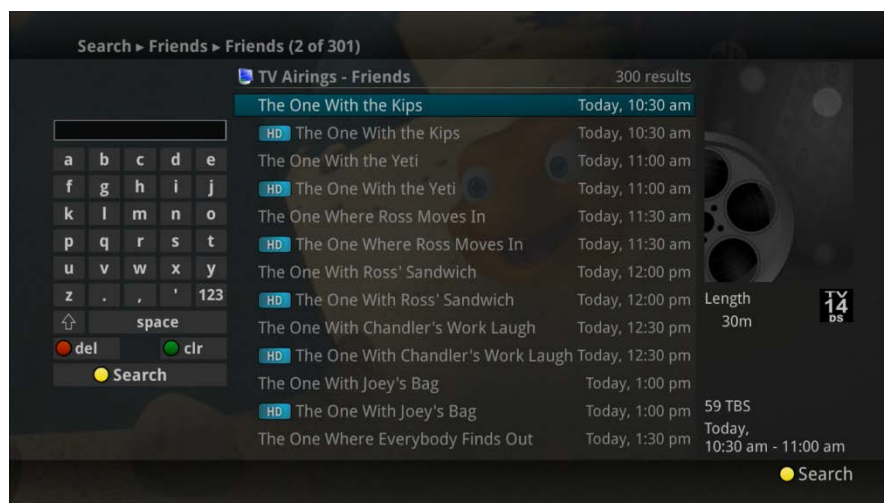 Search ▸ Friends ▸ Friends (2 of 301)
TV Airings - Friends 300 results
The One With the Kips Today, 10:30 am
HD The One With the Kips Today, 10:30 am
The One With the Yeti Today, 11:00 am
HD The One With the Yeti Today, 11:00 am
The One Where Ross Moves In Today, 11:30 am
HD The One Where Ross Moves In Today, 11:30 am
The One With Ross' Sandwich Today, 12:00 pm
HD The One With Ross' Sandwich Today, 12:00 pm
The One With Chandler's Work Laugh Today, 12:30 pm
HD The One With Chandler's Work Laugh Today, 12:30 pm
The One With Joey's Bag Today, 1:00 pm
HD The One With Joey's Bag Today, 1:00 pm
The One Where Everybody Finds Out Today, 1:30 pm
a b c d e
f g h i j
k l m n o
p q r s t
u v w x y
z . , ' 123
space
del clr
Search
Length
30m
TV
14
DS
59 TBS
Today,
10:30 am - 11:00 am
Search